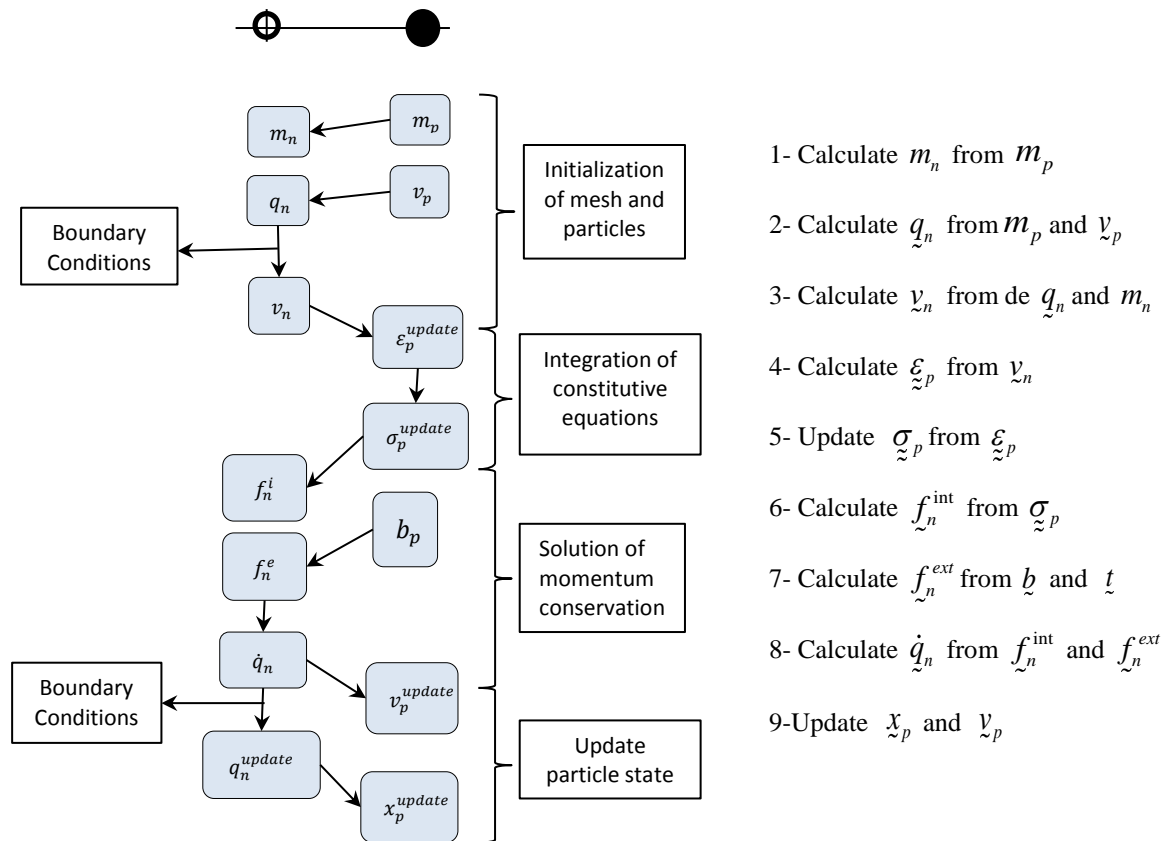 m_n
m_p
q_n
v_p
Boundary
Conditions
v_n
ε_p^{update}
σ_p^{update}
f_n^i
b_p
f_n^e
q̇_n
Boundary
Conditions
v_p^{update}
q_n^{update}
x_p^{update}
Initialization
of mesh and
particles
Integration of
constitutive
equations
Solution of
momentum
conservation
Update
particle state
1- Calculate m_n from m_p
2- Calculate q_n from m_p and v_p
3- Calculate v_n from de q_n and m_n
4- Calculate ε_p from v_n
5- Update σ_p from ε_p
6- Calculate f_n^{int} from σ_p
7- Calculate f_n^{ext} from b and t
8- Calculate q̇_n from f_n^{int} and f_n^{ext}
9-Update x_p and v_p